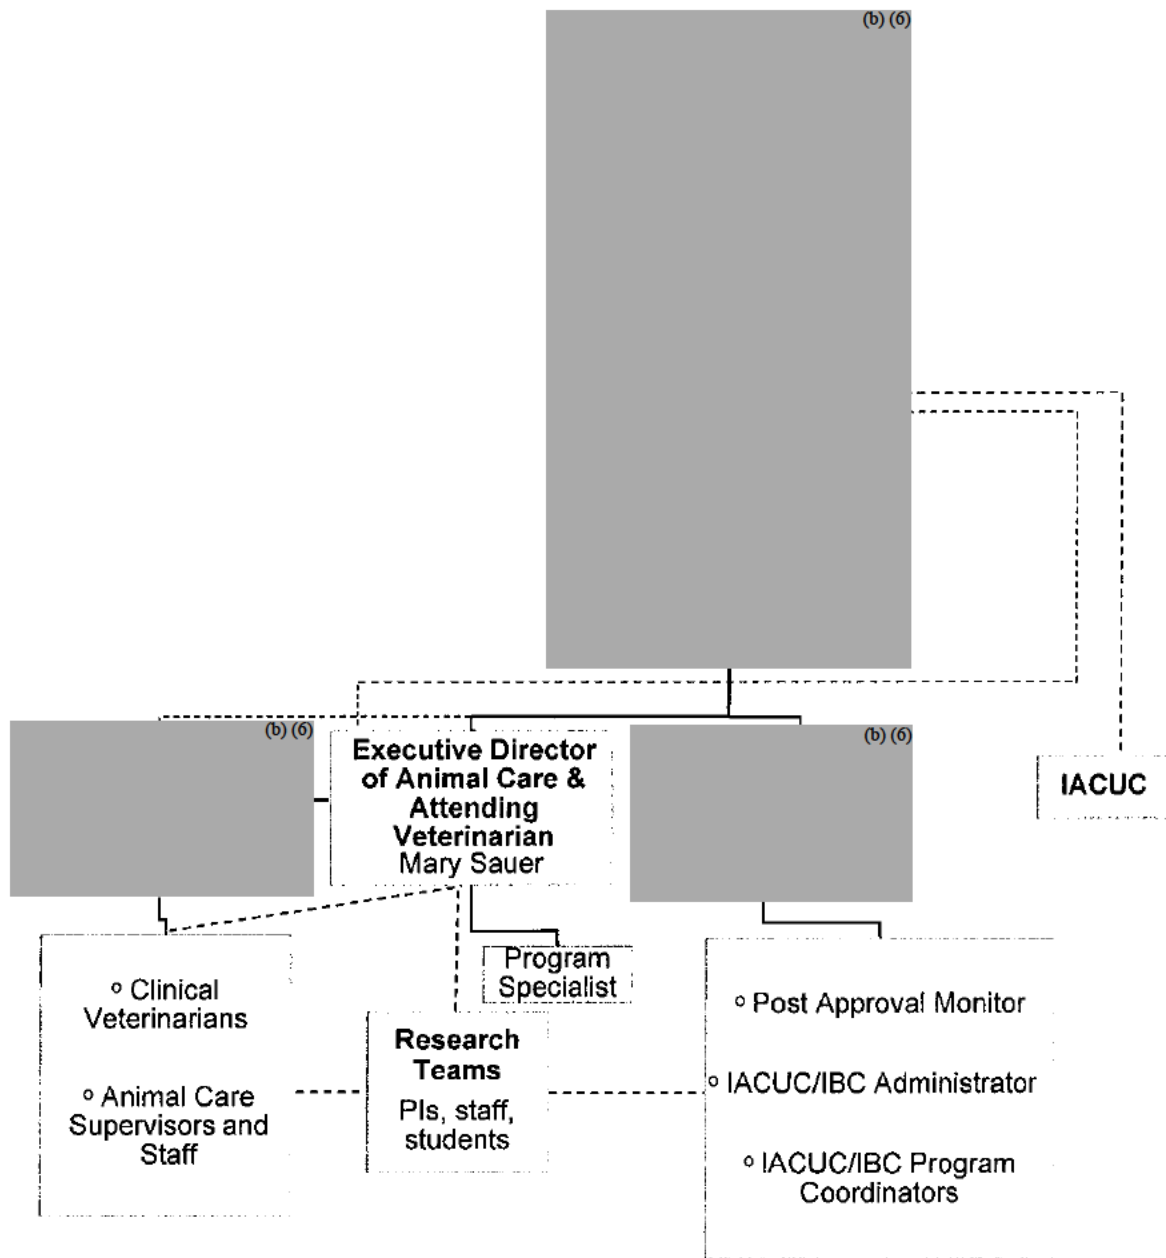 (b) (6)
(b) (6)
Executive Director
of Animal Care &
Attending
Veterinarian
Mary Sauer
(b) (6)
IACUC
Program
Specialist
° Clinical
Veterinarians
° Animal Care
Supervisors and
Staff
Research
Teams
PIs, staff,
students
° Post Approval Monitor
° IACUC/IBC Administrator
° IACUC/IBC Program
Coordinators